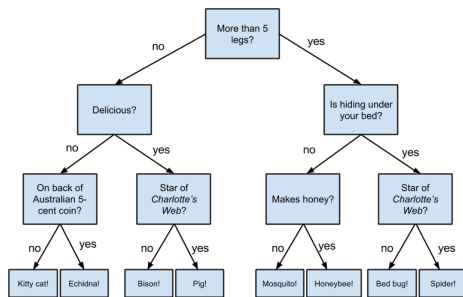 More than 5
legs?
no
yes
Delicious?
Is hiding under
your bed?
no
yes
no
yes
On back of
Australian 5-
cent coin?
Star of
Charlotte's
Web?
Makes honey?
Star of
Charlotte's
Web?
no
yes
no
yes
no
yes
no
yes
Kitty cat!
Echidna!
Bison!
Pig!
Mosquito!
Honeybee!
Bed bug!
Spider!